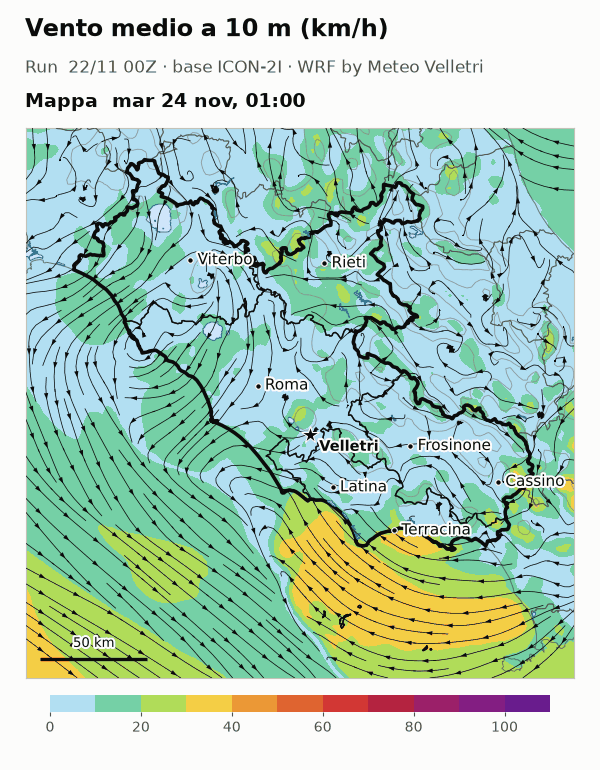 Vento medio a 10 m (km/h)
Run  22/11 00Z · base ICON-2I · WRF by Meteo Velletri
Mappa  mar 24 nov, 01:00
Viterbo
Rieti
Roma
Velletri
Frosinone
Latina
Cassino
Terracina
50 km
0 20 40 60 80 100